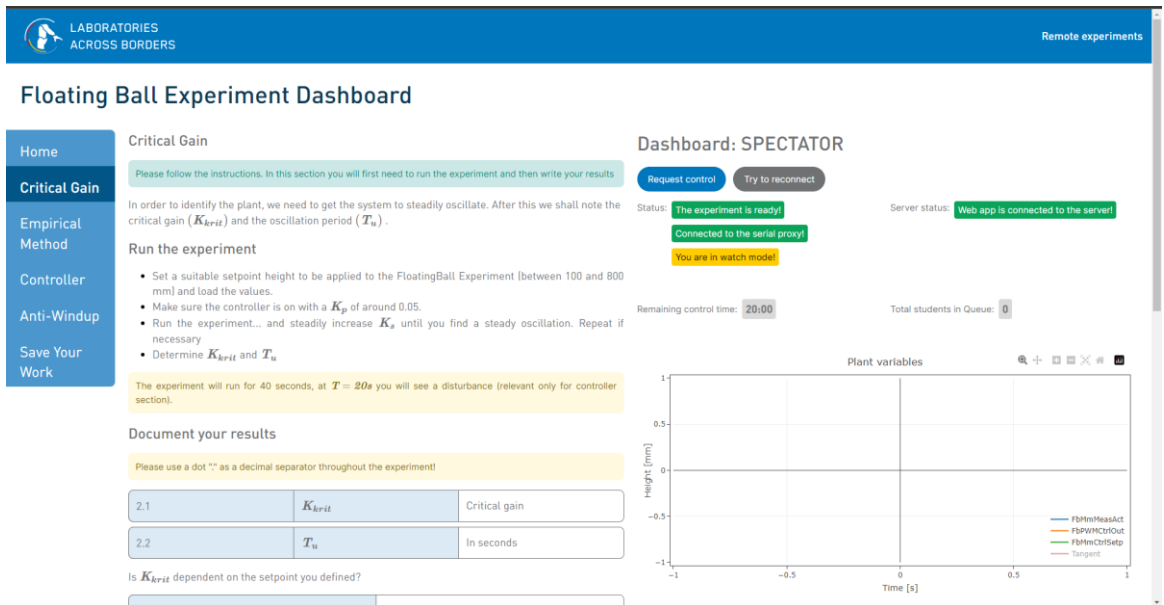 LABORATORIES
ACROSS BORDERS
Remote experiments
Floating Ball Experiment Dashboard
Home
Critical Gain
Empirical
Method
Controller
Anti-Windup
Save Your
Work
Critical Gain
Please follow the instructions. In this section you will first need to run the experiment and then write your results
In order to identify the plant, we need to get the system to steadily oscillate. After this we shall note the
critical gain (K_krit) and the oscillation period (T_u) .
Run the experiment
Set a suitable setpoint height to be applied to the FloatingBall Experiment (between 100 and 800
mm) and load the values.
Make sure the controller is on with a K_p of around 0.05.
Run the experiment... and steadily increase K_s until you find a steady oscillation. Repeat if
necessary
Determine K_krit and T_u
The experiment will run for 40 seconds, at T = 20s you will see a disturbance (relevant only for controller
section).
Document your results
Please use a dot "." as a decimal separator throughout the experiment!
2.1 K_krit Critical gain
2.2 T_u In seconds
Is K_krit dependent on the setpoint you defined?
Dashboard: SPECTATOR
Request control Try to reconnect
Status: The experiment is ready! Server status: Web app is connected to the server!
Connected to the serial proxy!
You are in watch mode!
Remaining control time: 20:00 Total students in Queue: 0
Plant variables
1
0.5
0
−0.5
−1
Height [mm]
FbMmMeasAct
FbPWMCtrlOut
FbMmCtrlSetp
Tangent
−1 −0.5 0 0.5 1
Time [s]